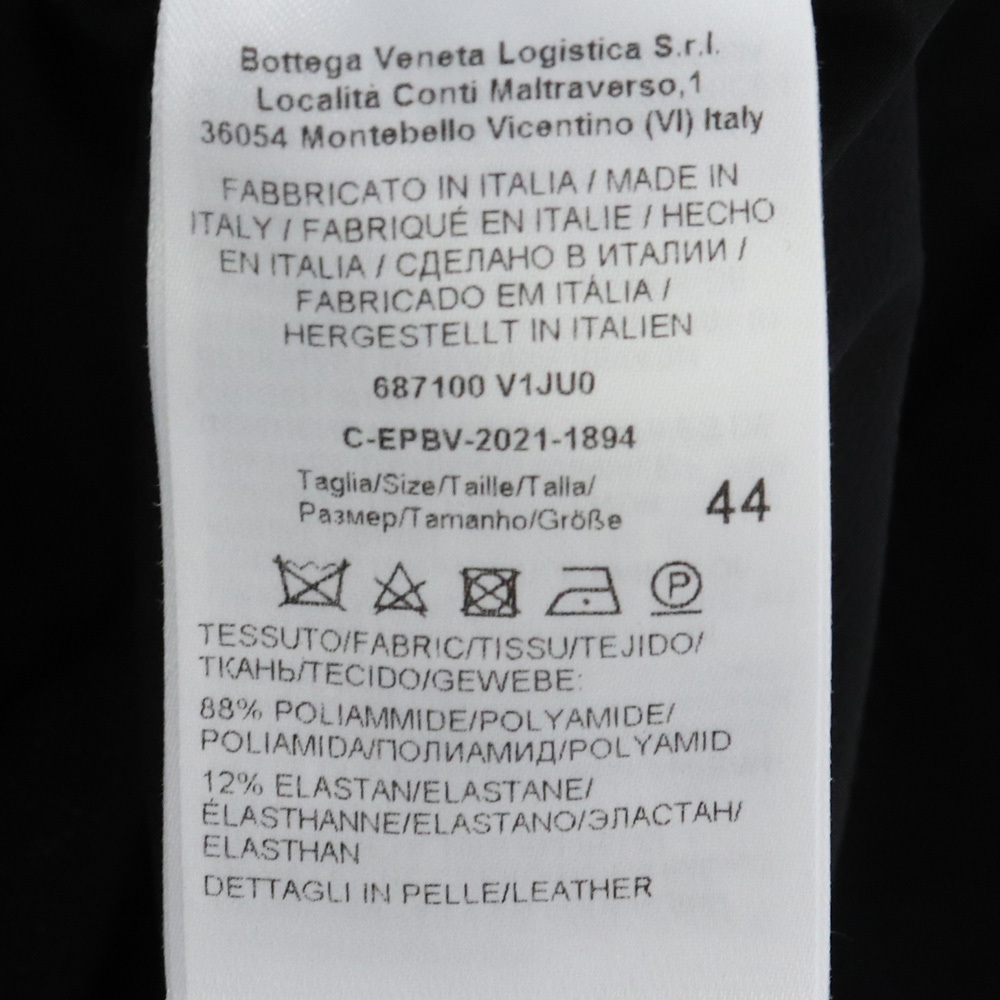 Bottega Veneta Logistica S.r.l.
Località Conti Maltraverso,1
36054 Montebello Vicentino (VI) Italy
FABBRICATO IN ITALIA / MADE IN
ITALY / FABRIQUÉ EN ITALIE / HECHO
EN ITALIA / СДЕЛАНО В ИТАЛИИ /
FABRICADO EM ITÁLIA /
HERGESTELLT IN ITALIEN
687100 V1JU0
C-EPBV-2021-1894
Taglia/Size/Taille/Talla/
Размер/Tamanho/Größe
44
P
TESSUTO/FABRIC/TISSU/TEJIDO/
ТКАНЬ/TECIDO/GEWEBE:
88% POLIAMMIDE/POLYAMIDE/
POLIAMIDA/ПОЛИАМИД/POLYAMID
12% ELASTAN/ELASTANE/
ÉLASTHANNE/ELASTANO/ЭЛАСТАН/
ELASTHAN
DETTAGLI IN PELLE/LEATHER